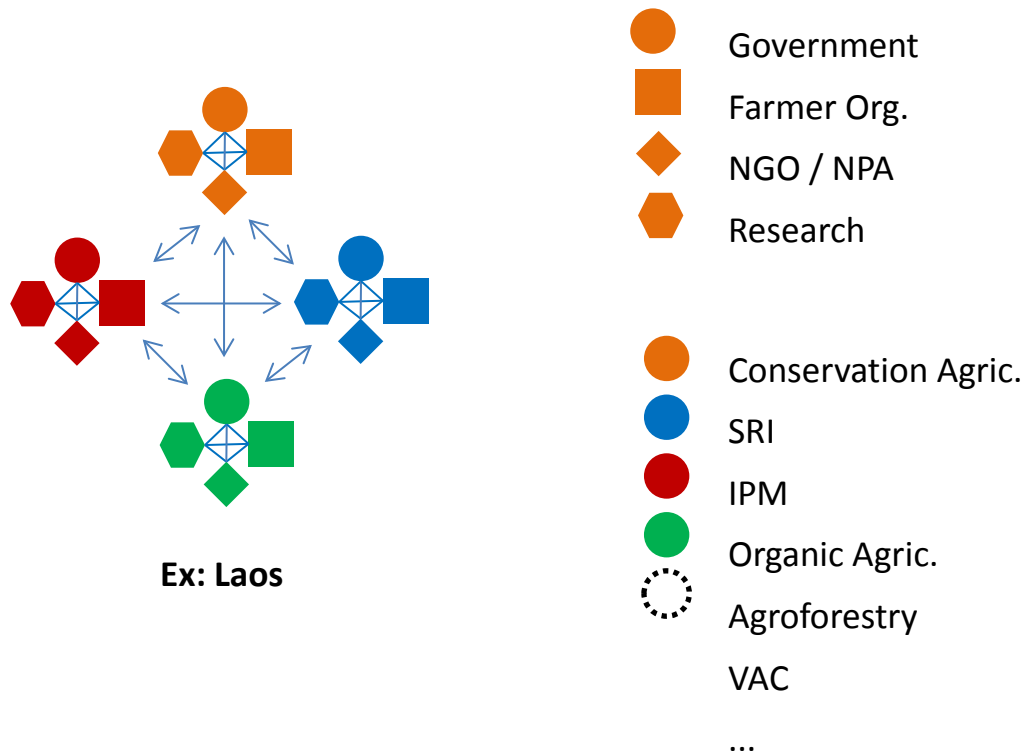 Government
Farmer Org.
NGO / NPA
Research
Conservation Agric.
SRI
IPM
Organic Agric.
Agroforestry
VAC
...
Ex: Laos